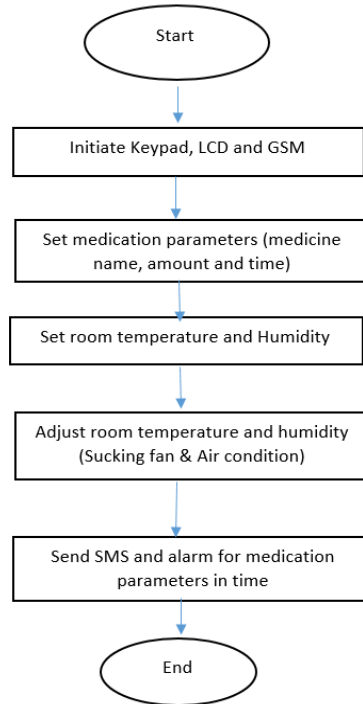 Start
Initiate Keypad, LCD and GSM
Set medication parameters (medicine
name, amount and time)
Set room temperature and Humidity
Adjust room temperature and humidity
(Sucking fan & Air condition)
Send SMS and alarm for medication
parameters in time
End